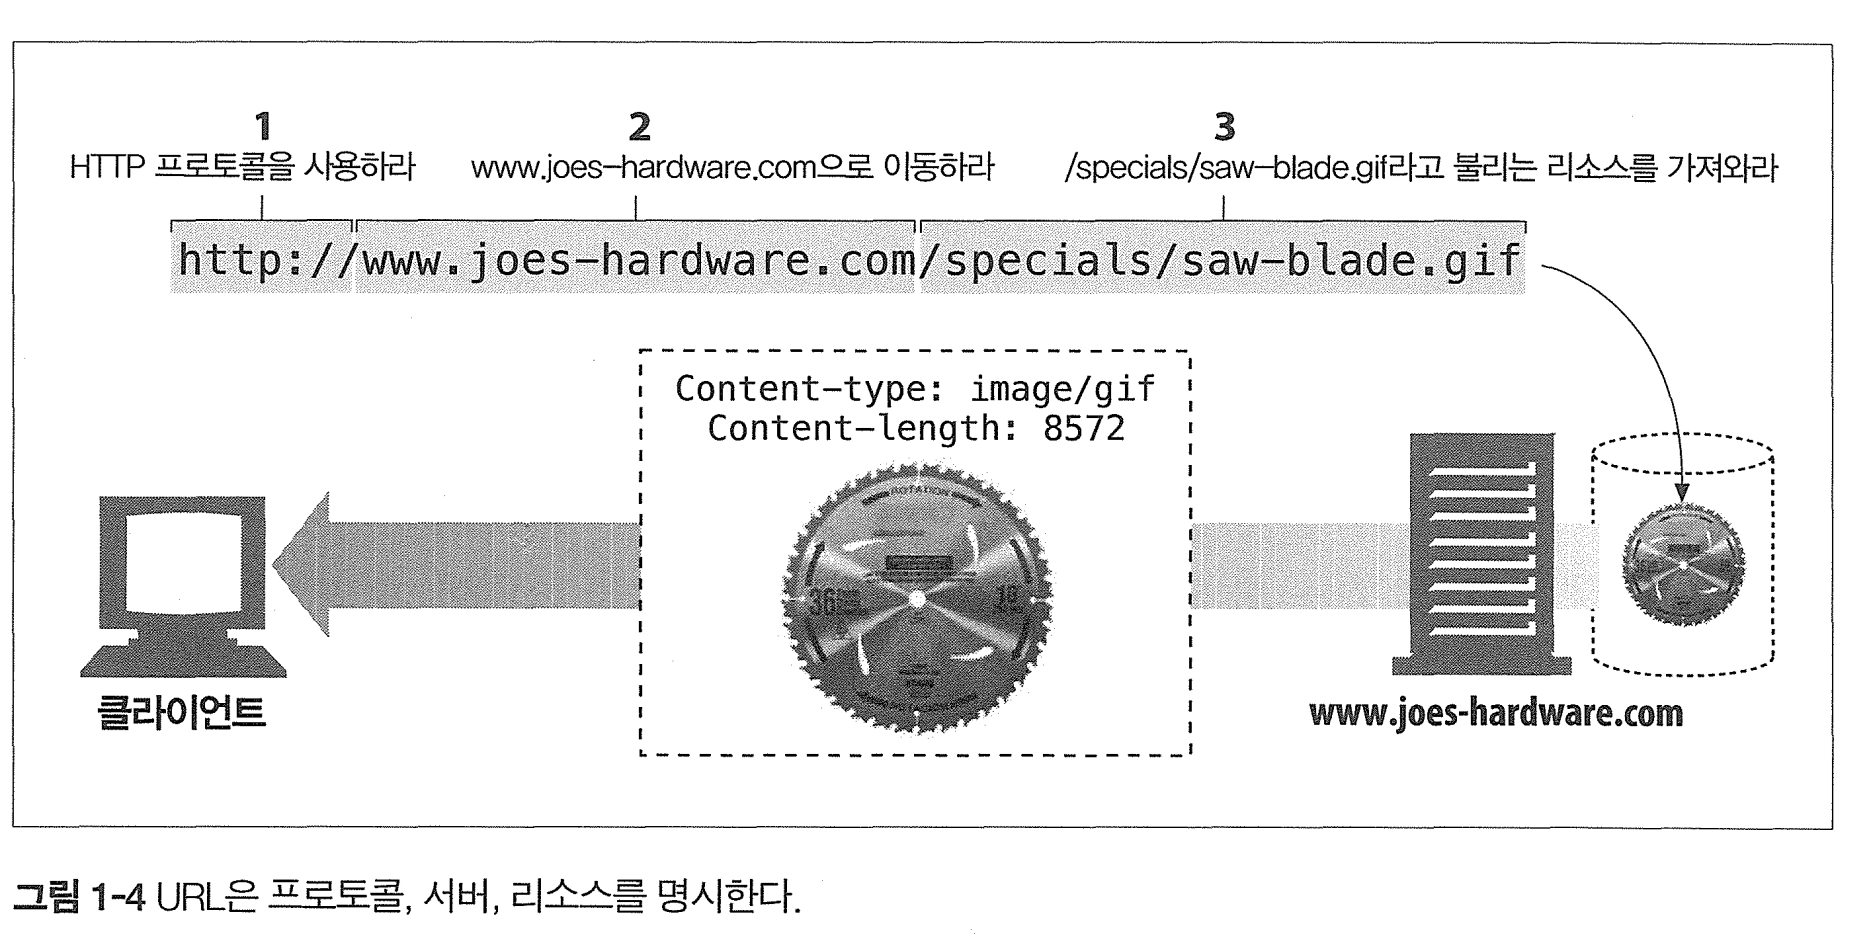 1
HTTP 프로토콜을 사용하라
2
www.joes-hardware.com으로 이동하라
3
/specials/saw-blade.gif라고 불리는 리소스를 가져와라
http://www.joes-hardware.com/specials/saw-blade.gif
Content-type: image/gif
Content-length: 8572
ROTATION
36
10
클라이언트
www.joes-hardware.com
그림 1-4 URL은 프로토콜, 서버, 리소스를 명시한다.